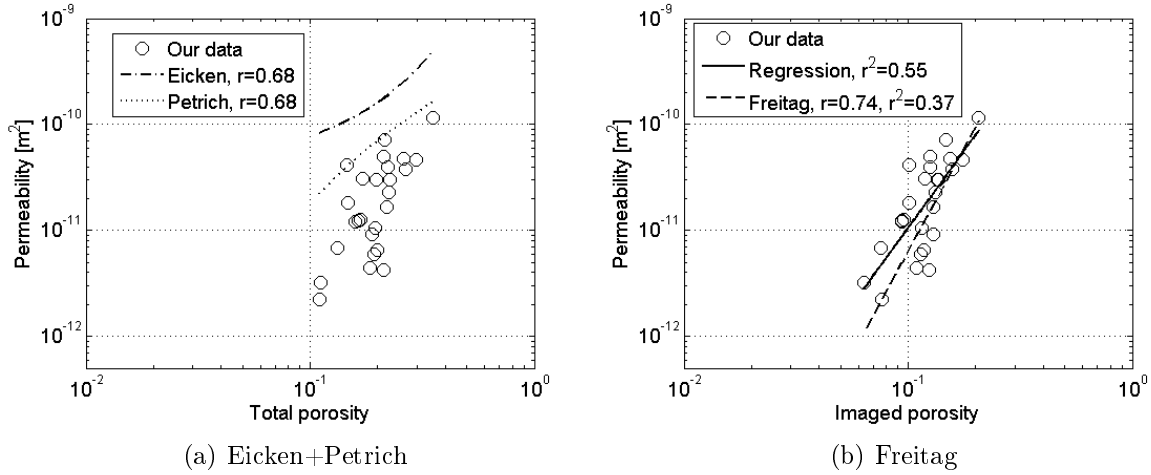 10^-9
10^-10
10^-11
10^-12
Permeability [m^2]
Our data
Eicken, r=0.68
Petrich, r=0.68
10^-2
10^-1
10^0
Total porosity
(a) Eicken+Petrich
10^-9
10^-10
10^-11
10^-12
Permeability [m^2]
Our data
Regression, r^2=0.55
Freitag, r=0.74, r^2=0.37
10^-2
10^-1
10^0
Imaged porosity
(b) Freitag